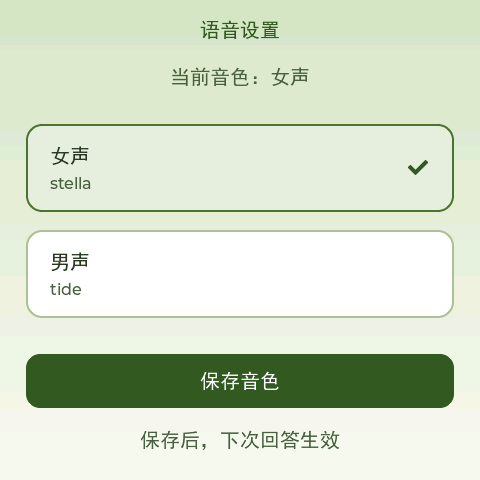 语音设置
当前音色：女声
女声
stella
男声
tide
保存音色
保存后，下次回答生效